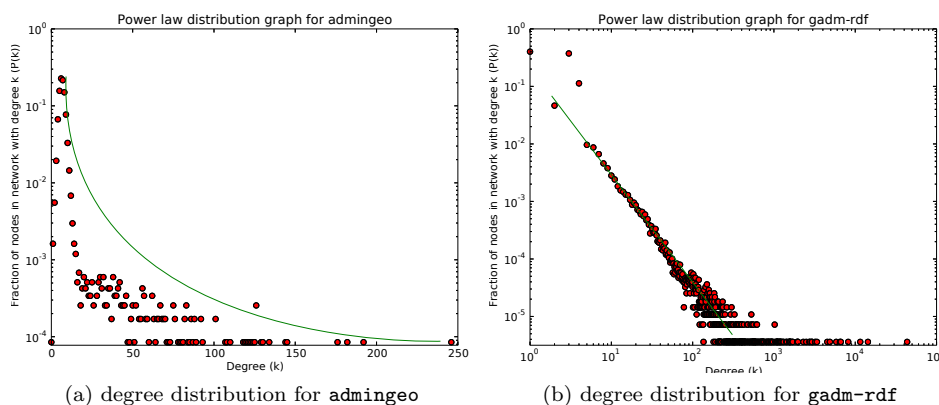 Power law distribution graph for admingeo
Fraction of nodes in network with degree k (P(k))
10^0
10^-1
10^-2
10^-3
10^-4
0 50 100 150 200 250
Degree (k)
(a) degree distribution for admingeo
Power law distribution graph for gadm-rdf
Fraction of nodes in network with degree k (P(k))
10^0
10^-1
10^-2
10^-3
10^-4
10^-5
10^0 10^1 10^2 10^3 10^4 10^5
Degree (k)
(b) degree distribution for gadm-rdf